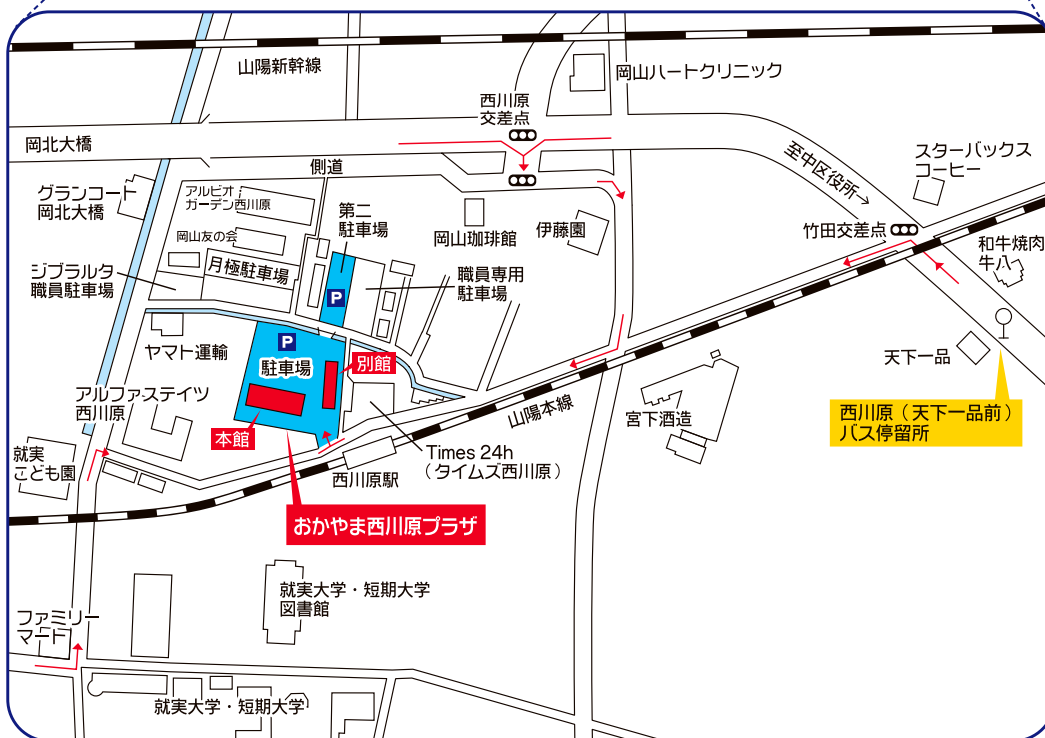 山陽新幹線
岡山ハートクリニック
西川原
交差点
岡北大橋
至中区役所→
スターバックス
コーヒー
側道
グランコート
岡北大橋
アルビオ
ガーデン西川原
第二
駐車場
岡山珈琲館
伊藤園
竹田交差点
岡山友の会
和牛焼肉
牛八
月極駐車場
ジブラルタ
職員駐車場
職員専用
駐車場
P
P
ヤマト運輸
駐車場
別館
天下一品
アルファステイツ
西川原
山陽本線
宮下酒造
西川原（天下一品前）
バス停留所
本館
就実
こども園
Times 24h
（タイムズ西川原）
西川原駅
おかやま西川原プラザ
就実大学・短期大学
図書館
ファミリー
マート
就実大学・短期大学